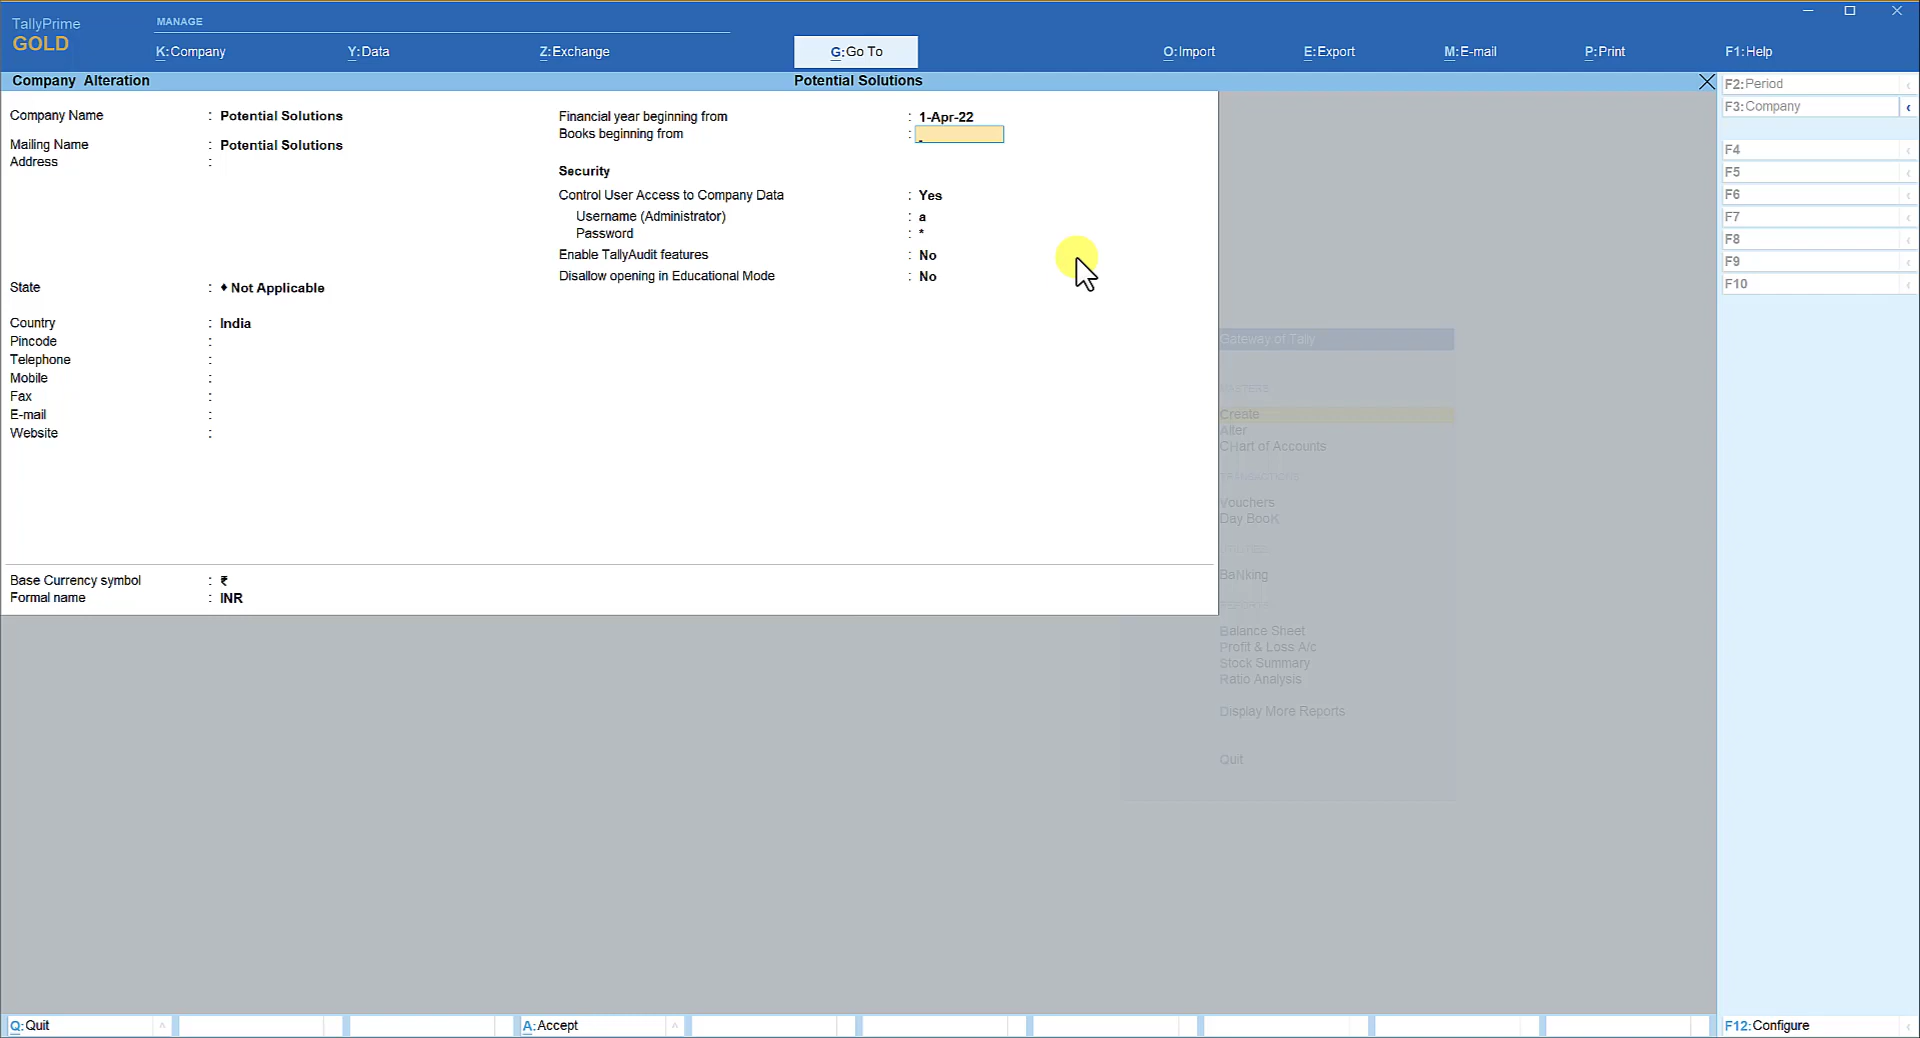 TallyPrime
GOLD
MANAGE
K:Company
Y:Data
Z:Exchange
G:Go To
O:Import
E:Export
M:E-mail
P:Print
F1:Help
Company Alteration
Potential Solutions
Company Name : Potential Solutions
Mailing Name : Potential Solutions
Address :
State : ♦ Not Applicable
Country : India
Pincode :
Telephone :
Mobile :
Fax :
E-mail :
Website :
Base Currency symbol : ₹
Formal name : INR
Financial year beginning from : 1-Apr-22
Books beginning from :
Security
Control User Access to Company Data : Yes
Username (Administrator) : a
Password : *
Enable TallyAudit features : No
Disallow opening in Educational Mode : No
Gateway of Tally
MASTERS
Create
Alter
CHart of Accounts
TRANSACTIONS
Vouchers
Day BooK
UTILITIES
BaNking
REPORTS
Balance Sheet
Profit & Loss A/c
Stock Summary
Ratio Analysis
Display More Reports
Quit
F2:Period
F3:Company
F4
F5
F6
F7
F8
F9
F10
Q:Quit
A:Accept
F12:Configure